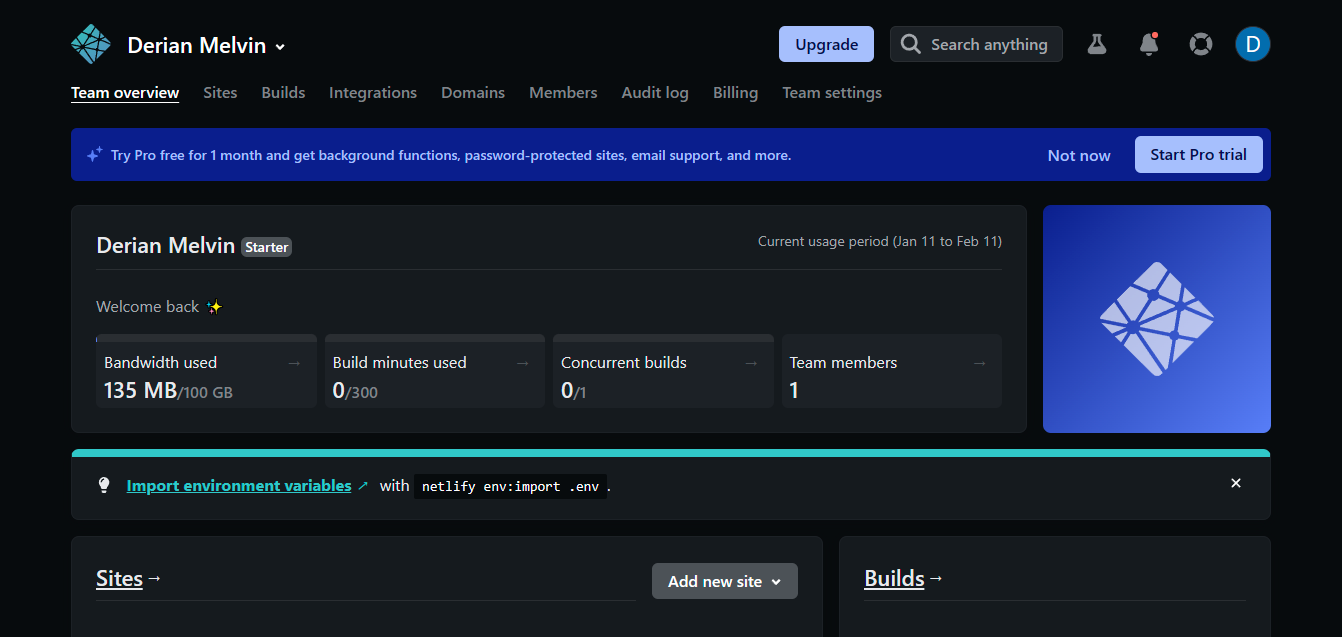 Derian Melvin
Upgrade
Search anything
D
Team overview Sites Builds Integrations Domains Members Audit log Billing Team settings
Try Pro free for 1 month and get background functions, password-protected sites, email support, and more.
Not now
Start Pro trial
Derian Melvin Starter
Current usage period (Jan 11 to Feb 11)
Welcome back ✨
Bandwidth used →
135 MB/100 GB
Build minutes used →
0/300
Concurrent builds →
0/1
Team members →
1
Import environment variables ↗ with netlify env:import .env .
Sites →
Add new site
Builds →